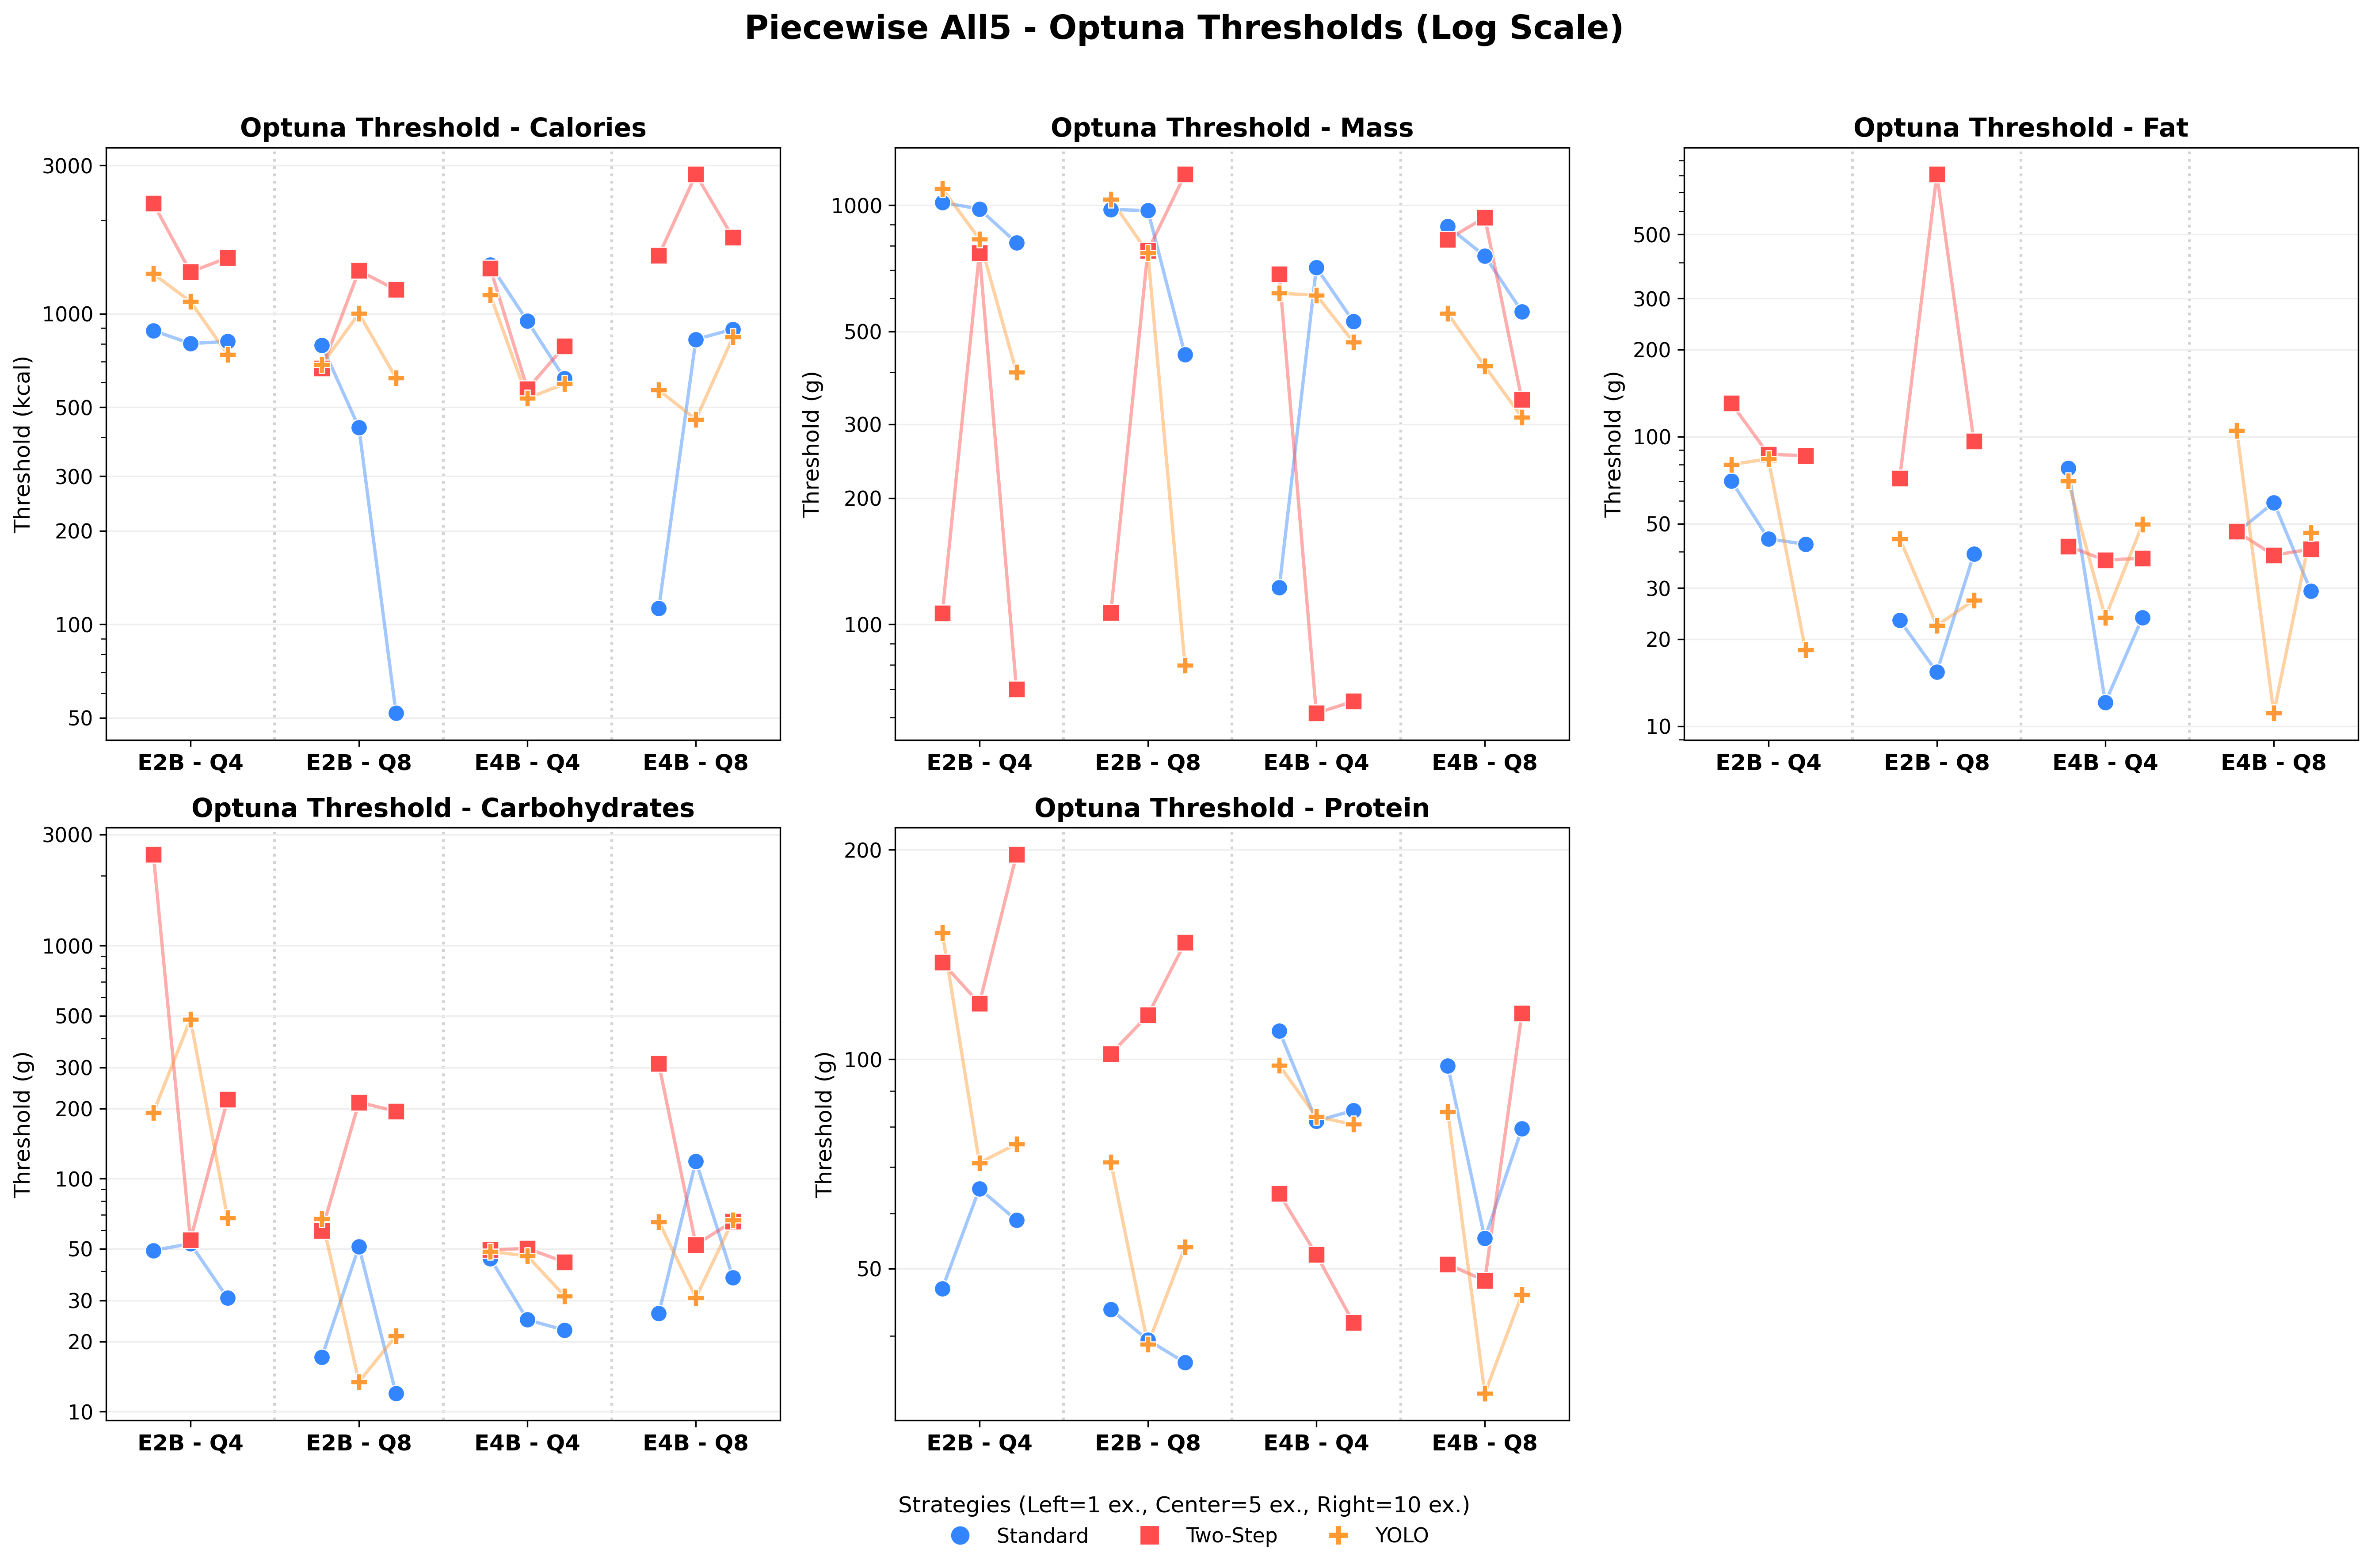 Piecewise All5 - Optuna Thresholds (Log Scale)
Optuna Threshold - Calories
Threshold (kcal)
3000
1000
500
300
200
100
50
E2B - Q4
E2B - Q8
E4B - Q4
E4B - Q8
Optuna Threshold - Mass
Threshold (g)
1000
500
300
200
100
E2B - Q4
E2B - Q8
E4B - Q4
E4B - Q8
Optuna Threshold - Fat
Threshold (g)
500
300
200
100
50
30
20
10
E2B - Q4
E2B - Q8
E4B - Q4
E4B - Q8
Optuna Threshold - Carbohydrates
Threshold (g)
3000
1000
500
300
200
100
50
30
20
10
E2B - Q4
E2B - Q8
E4B - Q4
E4B - Q8
Optuna Threshold - Protein
Threshold (g)
200
100
50
E2B - Q4
E2B - Q8
E4B - Q4
E4B - Q8
Strategies (Left=1 ex., Center=5 ex., Right=10 ex.)
Standard
Two-Step
YOLO